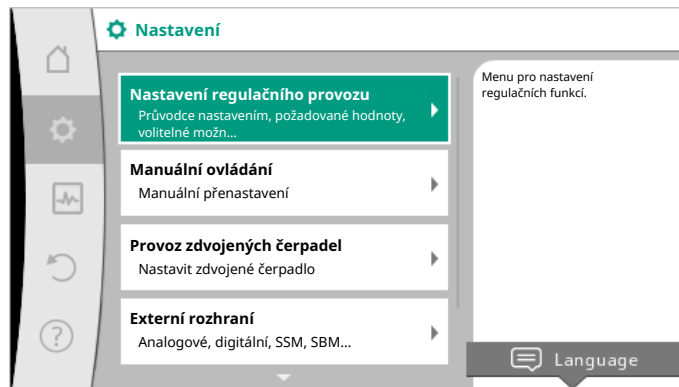 Nastavení
Nastavení regulačního provozu
Průvodce nastavením, požadované hodnoty,
volitelné možn...
Manuální ovládání
Manuální přenastavení
Provoz zdvojených čerpadel
Nastavit zdvojené čerpadlo
Externí rozhraní
Analogové, digitální, SSM, SBM...
Menu pro nastavení
regulačních funkcí.
Language